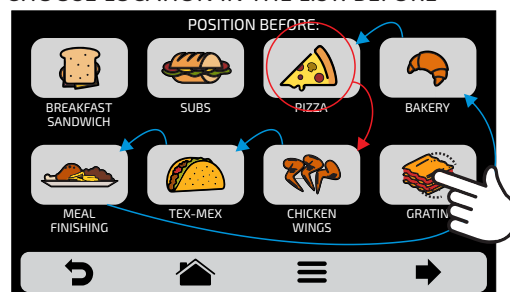 CHOOSE LOCATION IN THE LIST BEFORE
POSITION BEFORE:
BREAKFAST
SANDWICH
SUBS
PIZZA
BAKERY
MEAL
FINISHING
TEX-MEX
CHICKEN
WINGS
GRATIN